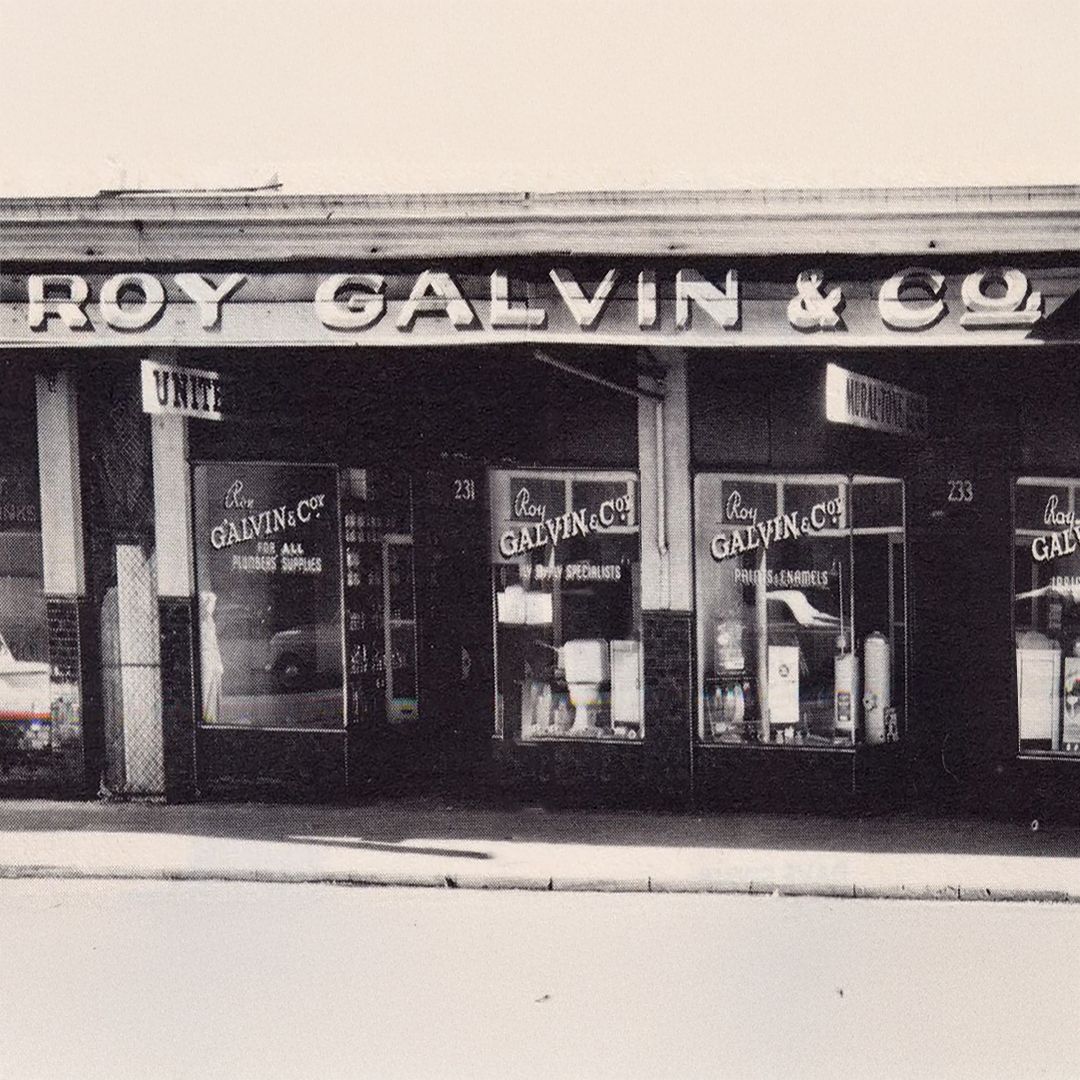 ROY GALVIN & Co
UNITE
231
233
Roy
GALVIN & Coy
FOR ALL
PLUMBERS SUPPLIES
Roy
GALVIN & Coy
SPECIALISTS
Roy
GALVIN & Coy
PAINTS & ENAMELS
Roy
GALV